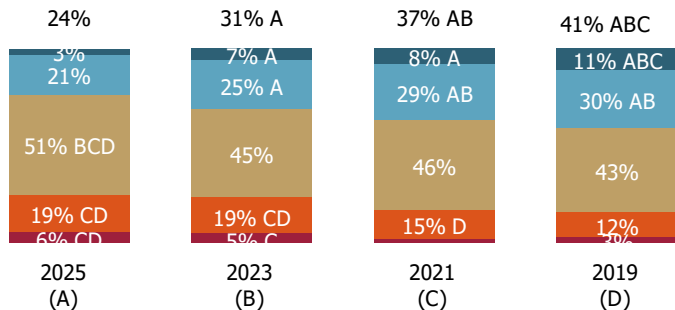 24% 31% A 37% AB 41% ABC
3% 7% A 8% A 11% ABC
21% 25% A 29% AB 30% AB
51% BCD 45% 46% 43%
19% CD 19% CD 15% D 12%
6% CD 5% C 3%
2025 2023 2021 2019
(A) (B) (C) (D)